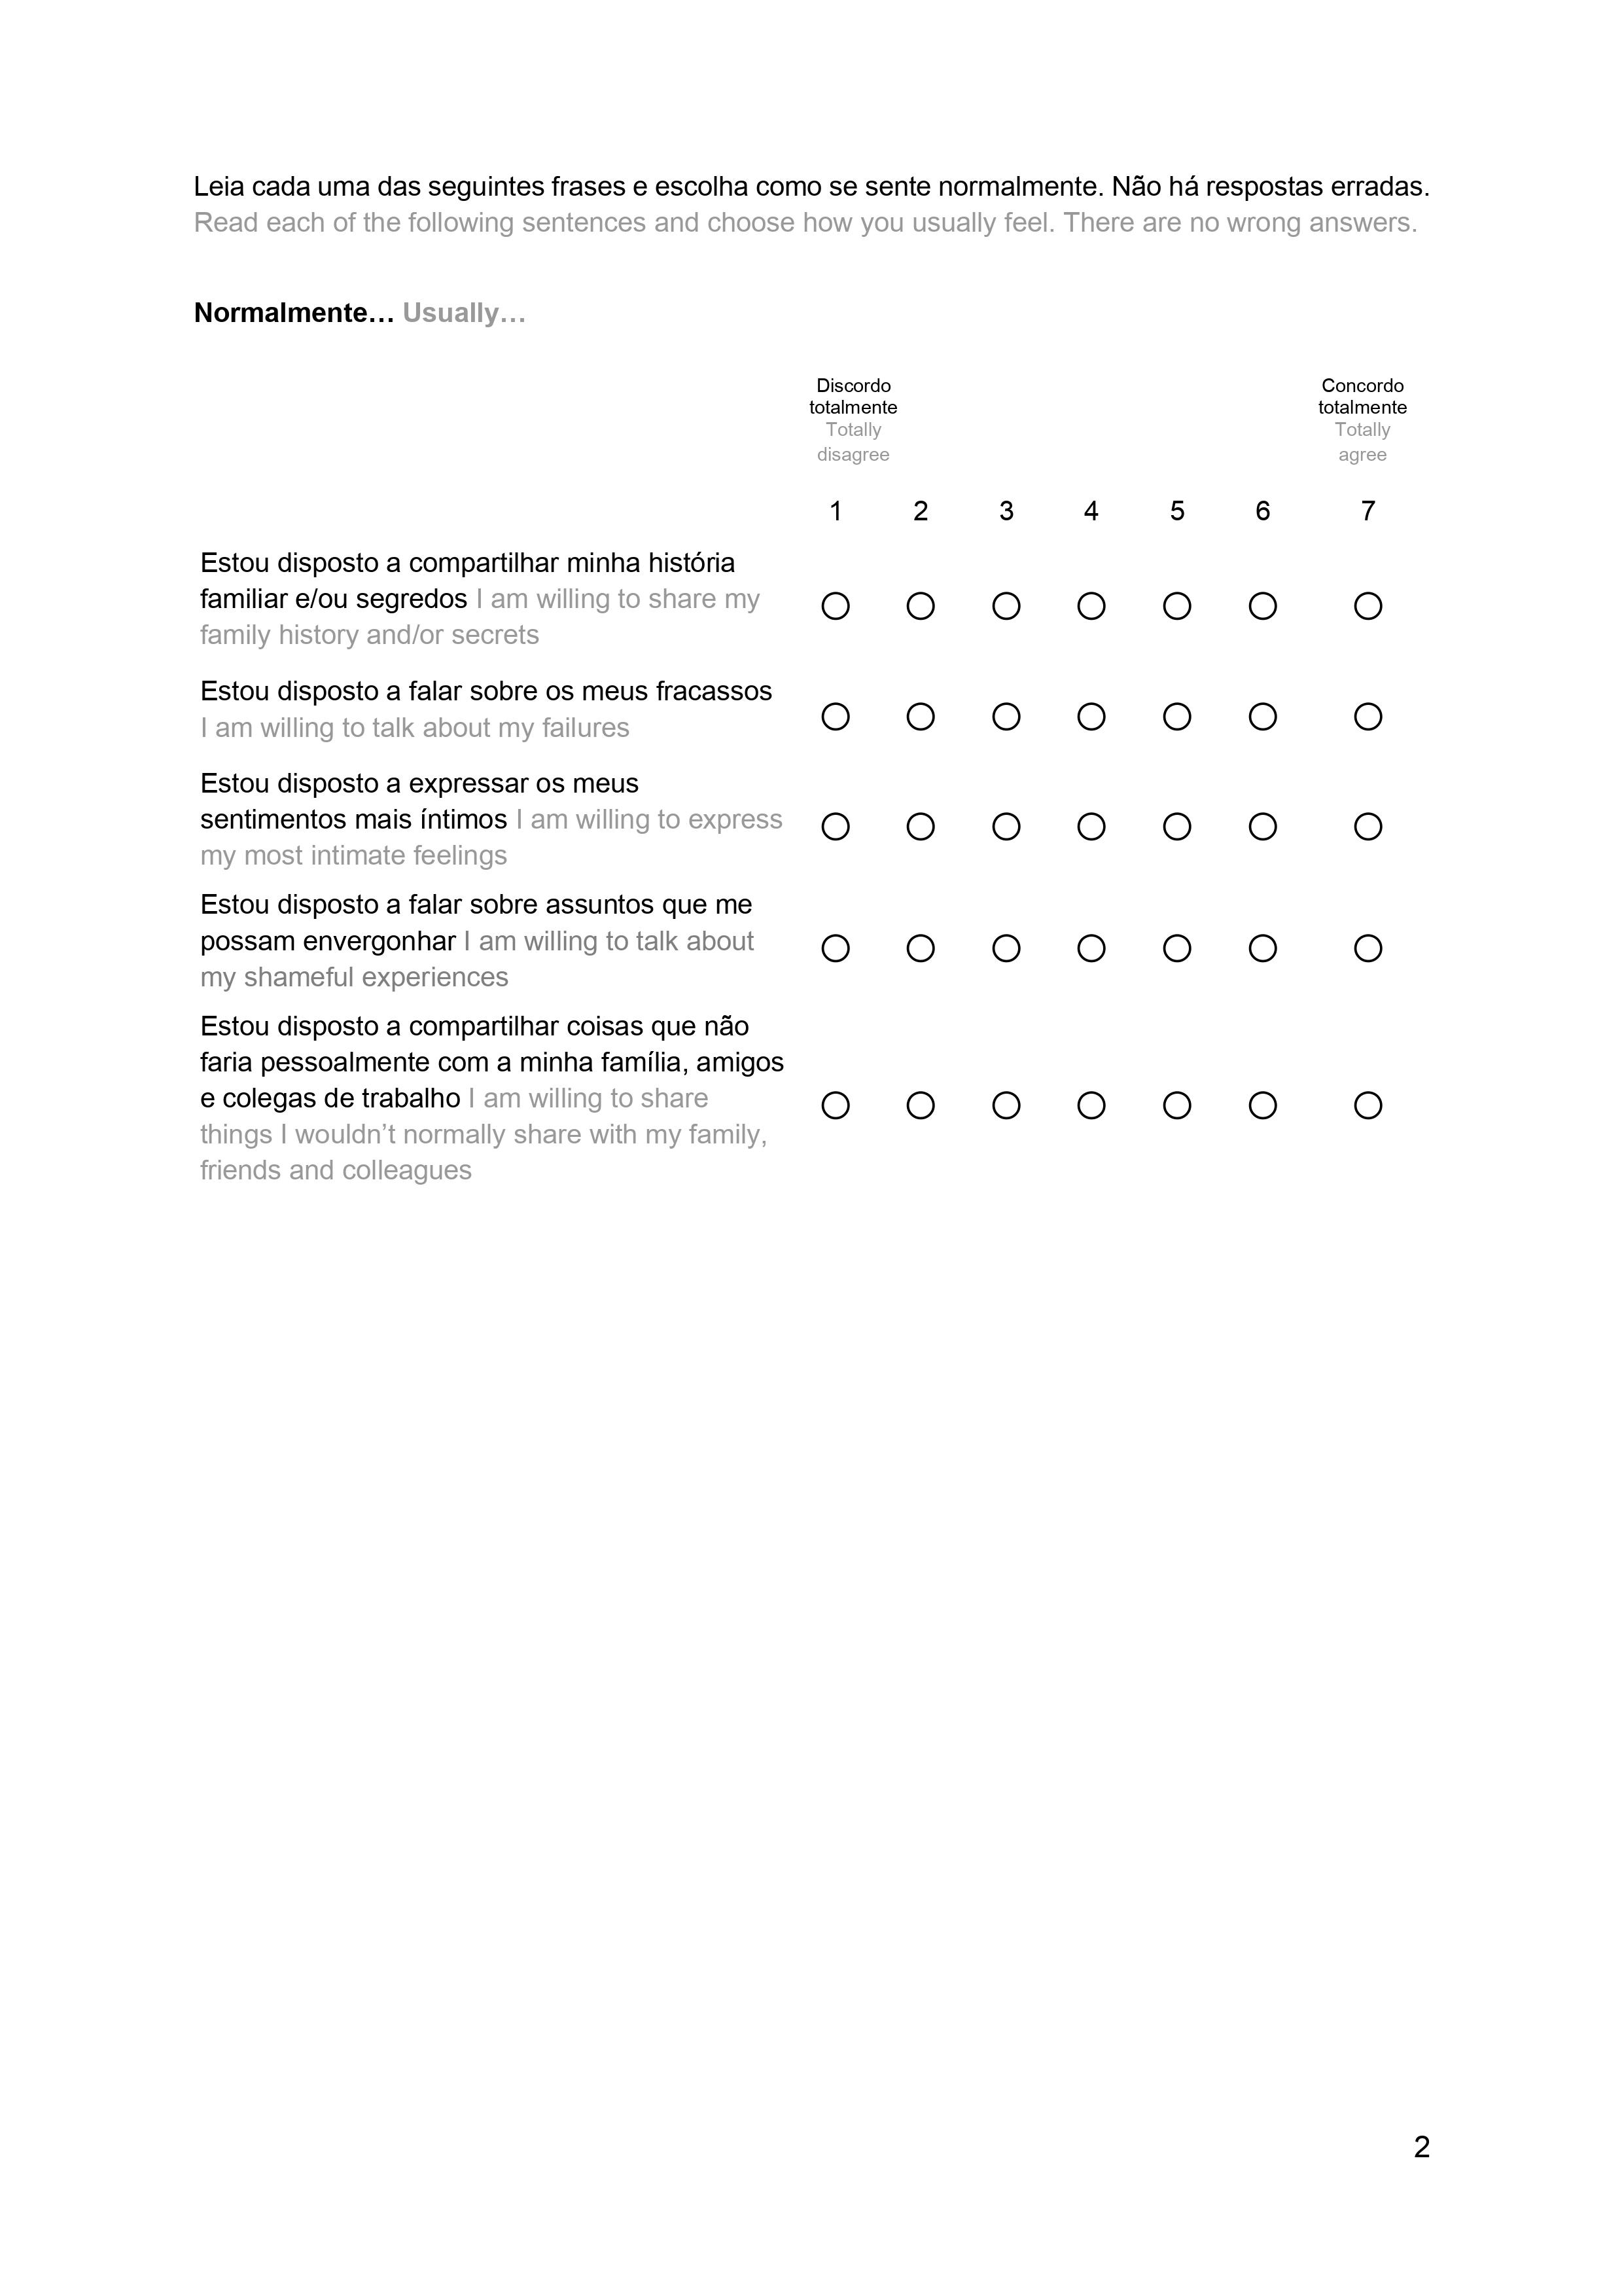 Leia cada uma das seguintes frases e escolha como se sente normalmente. Não há respostas erradas.
Read each of the following sentences and choose how you usually feel. There are no wrong answers.
Normalmente… Usually…
Discordo
totalmente
Totally
disagree
Concordo
totalmente
Totally
agree
1 2 3 4 5 6 7
Estou disposto a compartilhar minha história
familiar e/ou segredos I am willing to share my
family history and/or secrets
Estou disposto a falar sobre os meus fracassos
I am willing to talk about my failures
Estou disposto a expressar os meus
sentimentos mais íntimos I am willing to express
my most intimate feelings
Estou disposto a falar sobre assuntos que me
possam envergonhar I am willing to talk about
my shameful experiences
Estou disposto a compartilhar coisas que não
faria pessoalmente com a minha família, amigos
e colegas de trabalho I am willing to share
things I wouldn’t normally share with my family,
friends and colleagues
2